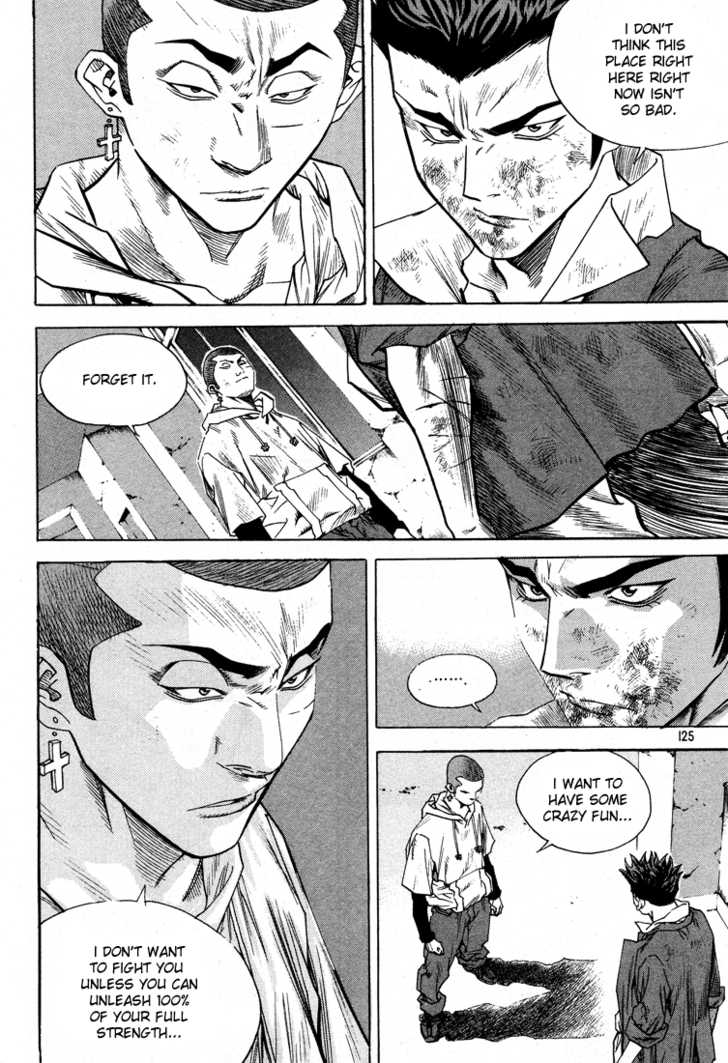 I DON'T
THINK THIS
PLACE RIGHT
HERE RIGHT
NOW ISN'T
SO BAD.
FORGET IT.
.......
125
I WANT TO
HAVE SOME
CRAZY FUN...
I DON'T WANT
TO FIGHT YOU
UNLESS YOU CAN
UNLEASH 100%
OF YOUR FULL
STRENGTH...